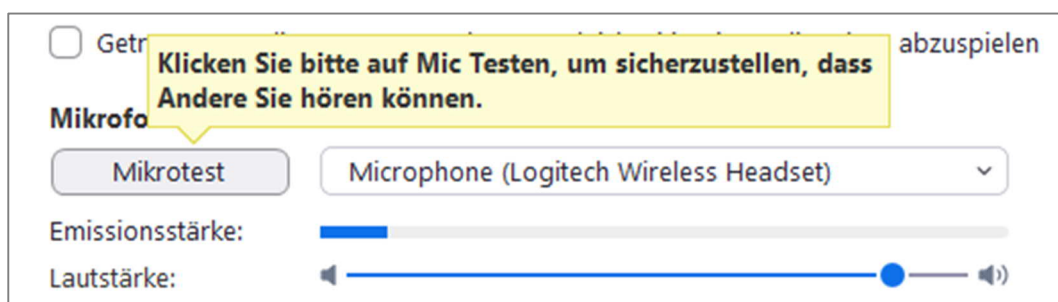 Getr abzuspielen
Klicken Sie bitte auf Mic Testen, um sicherzustellen, dass
Andere Sie hören können.
Mikrofo
Mikrotest Microphone (Logitech Wireless Headset)
Emissionsstärke:
Lautstärke: